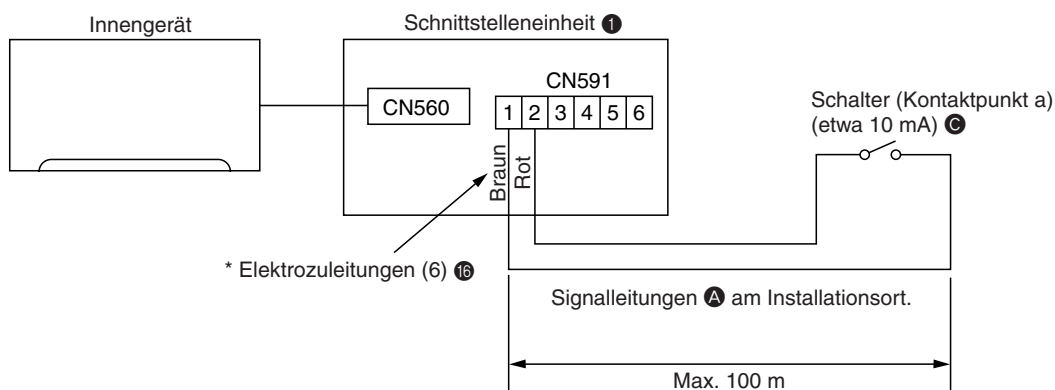 Innengerät
Schnittstelleneinheit ❶
CN560
CN591
1 2 3 4 5 6
Braun
Rot
Schalter (Kontaktpunkt a)
(etwa 10 mA) 🅒
* Elektrozuleitungen (6) ⓰
Signalleitungen 🅐 am Installationsort.
Max. 100 m